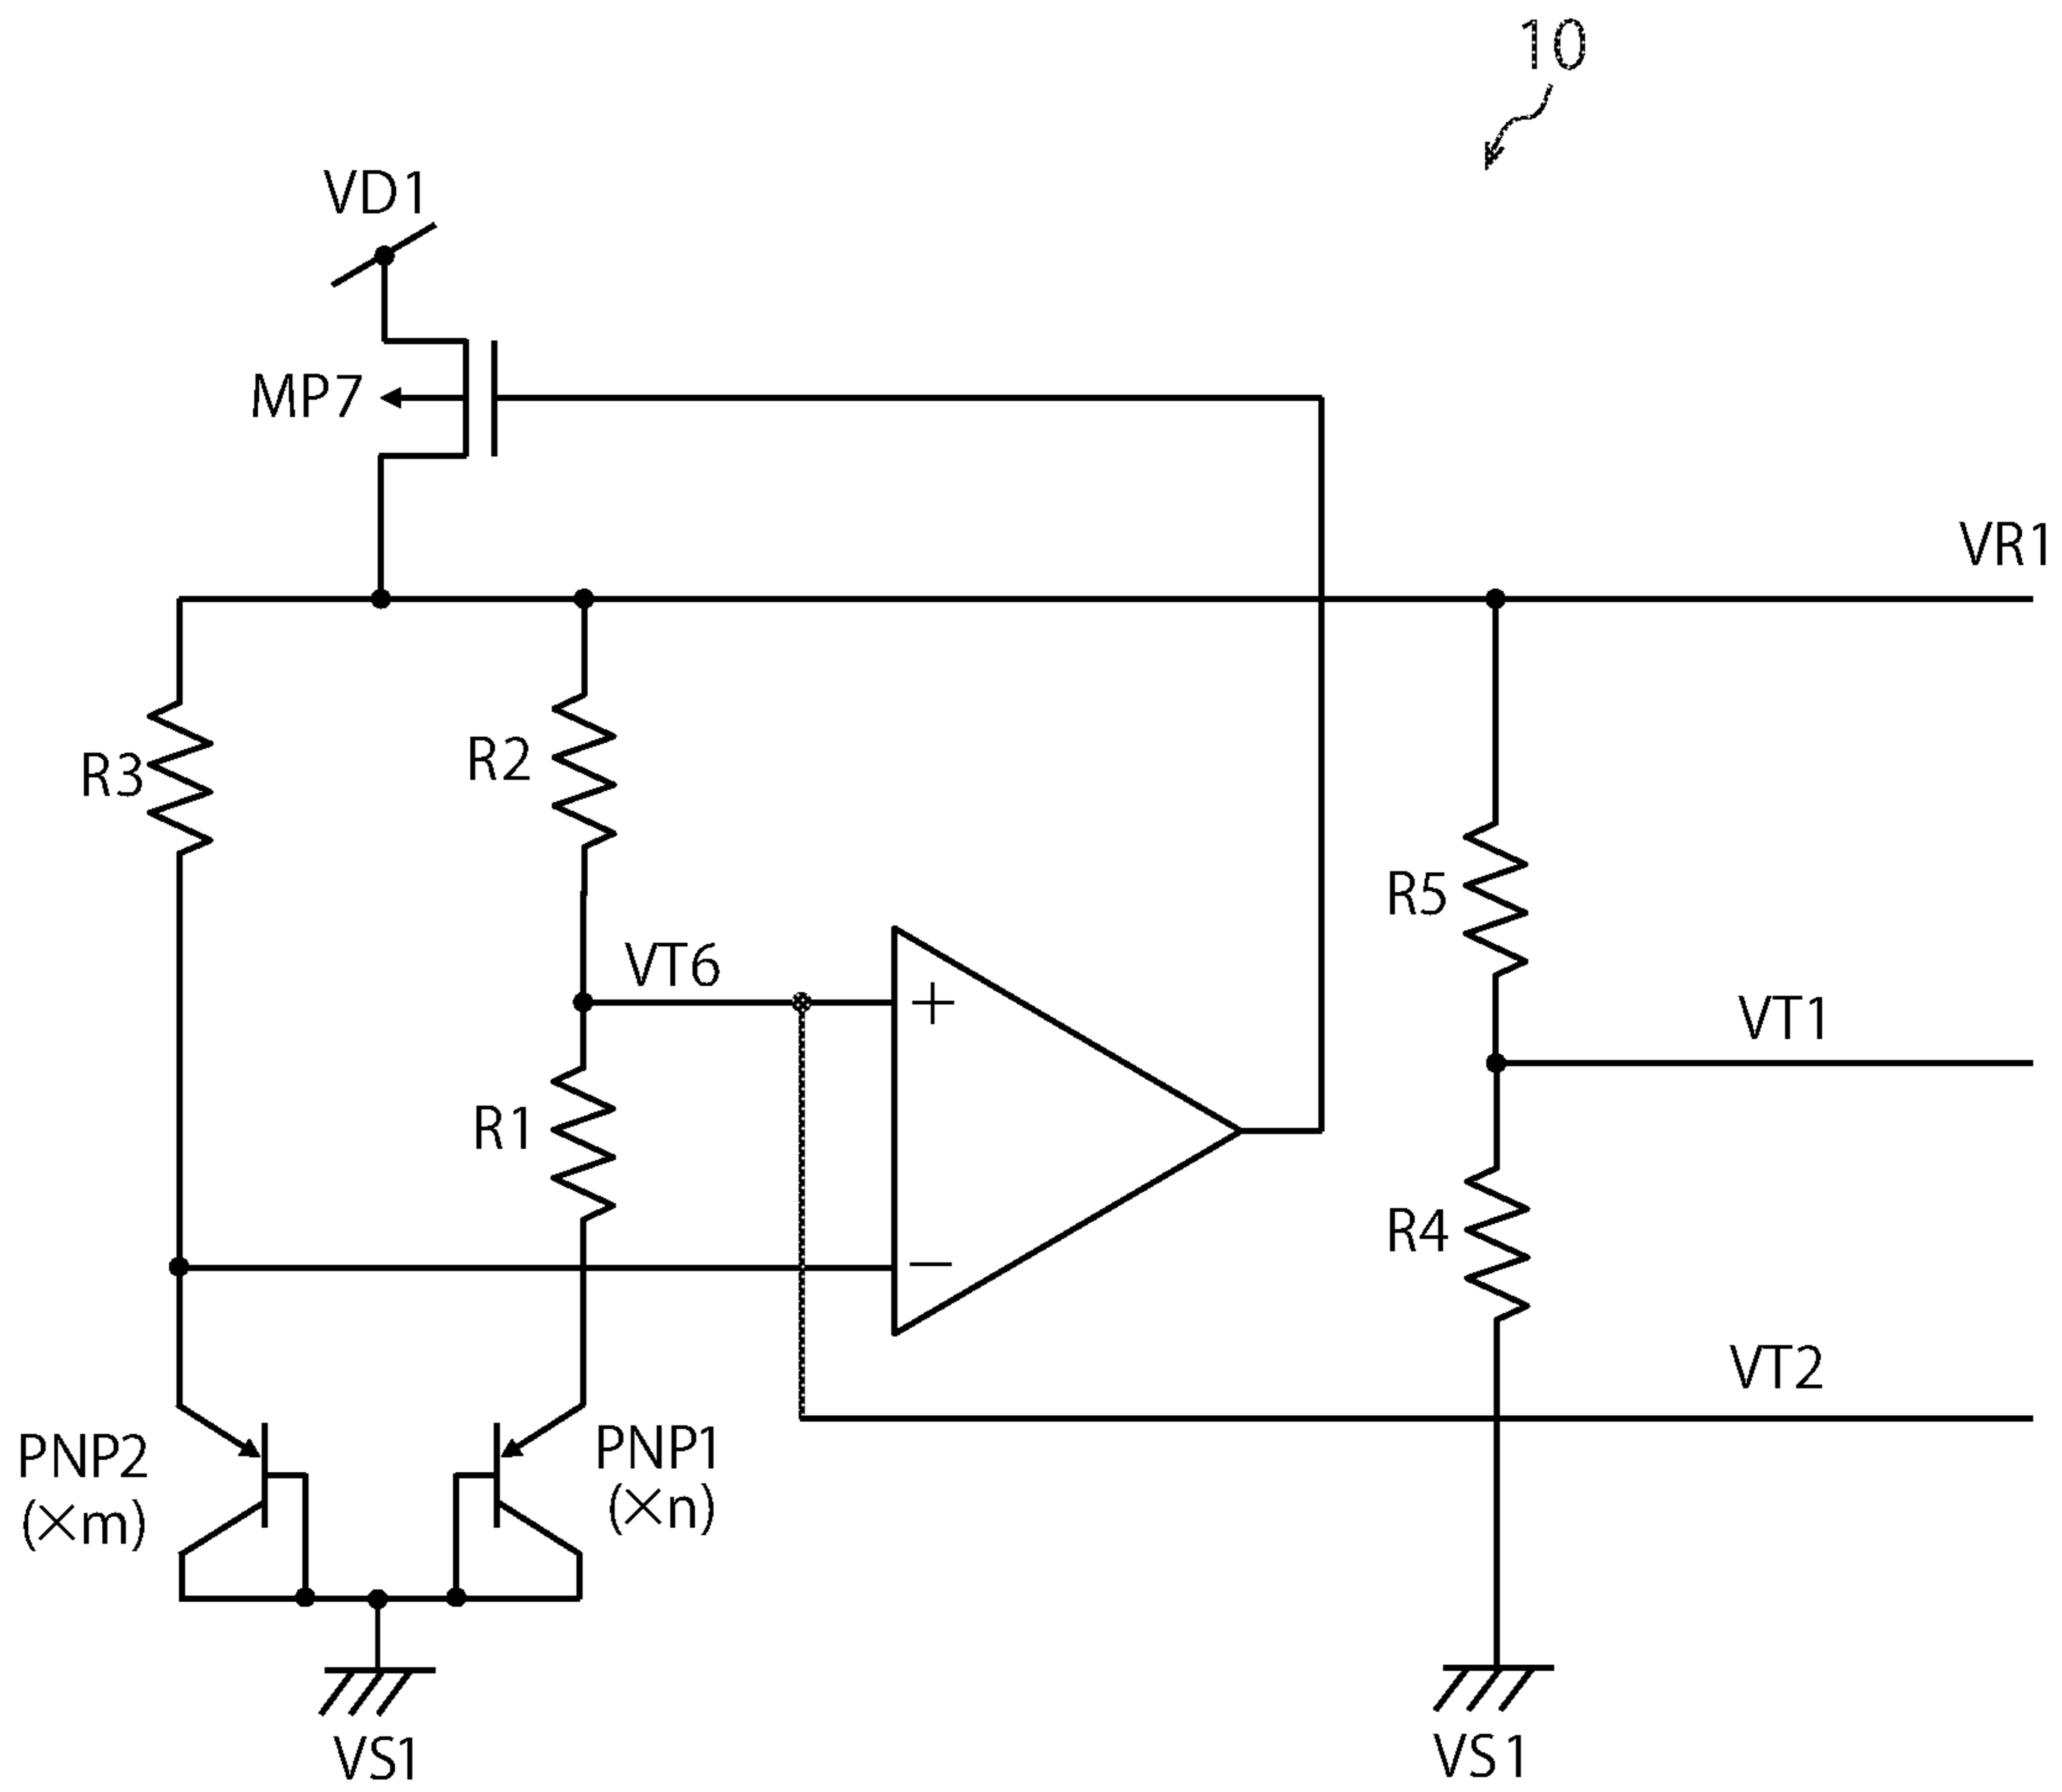 10
VD1
MP7
VR1
R3
R2
R5
VT6
+
VT1
R1
R4
−
VT2
PNP2
(×m)
PNP1
(×n)
VS1
VS1